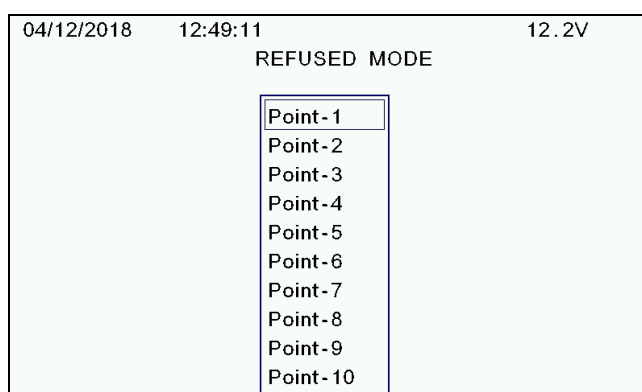 04/12/2018 12:49:11 12.2V
REFUSED MODE
Point-1
Point-2
Point-3
Point-4
Point-5
Point-6
Point-7
Point-8
Point-9
Point-10